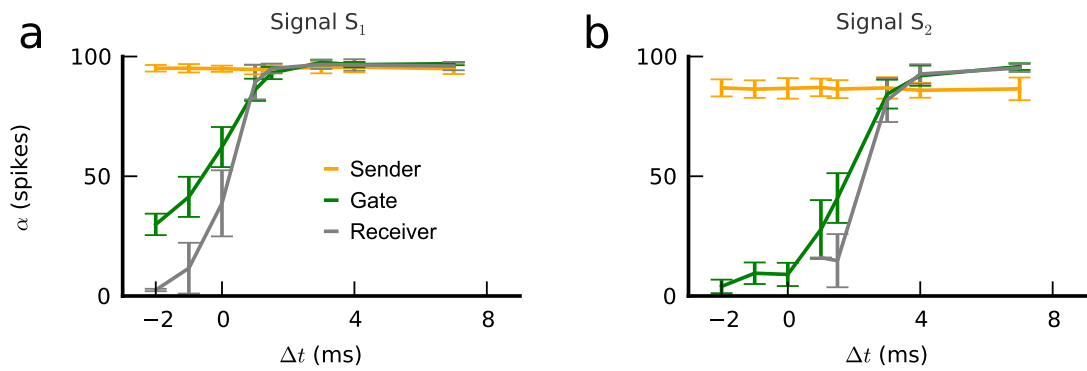 a
Signal S₁
100
50
0
α (spikes)
Sender
Gate
Receiver
−2
0
4
8
Δt (ms)
b
Signal S₂
100
50
0
−2
0
4
8
Δt (ms)